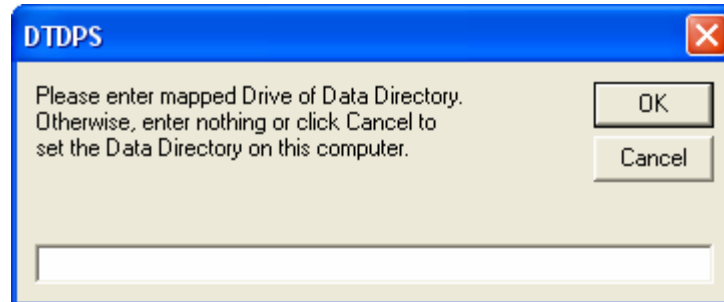 DTDPS
Please enter mapped Drive of Data Directory.
Otherwise, enter nothing or click Cancel to
set the Data Directory on this computer.
OK
Cancel